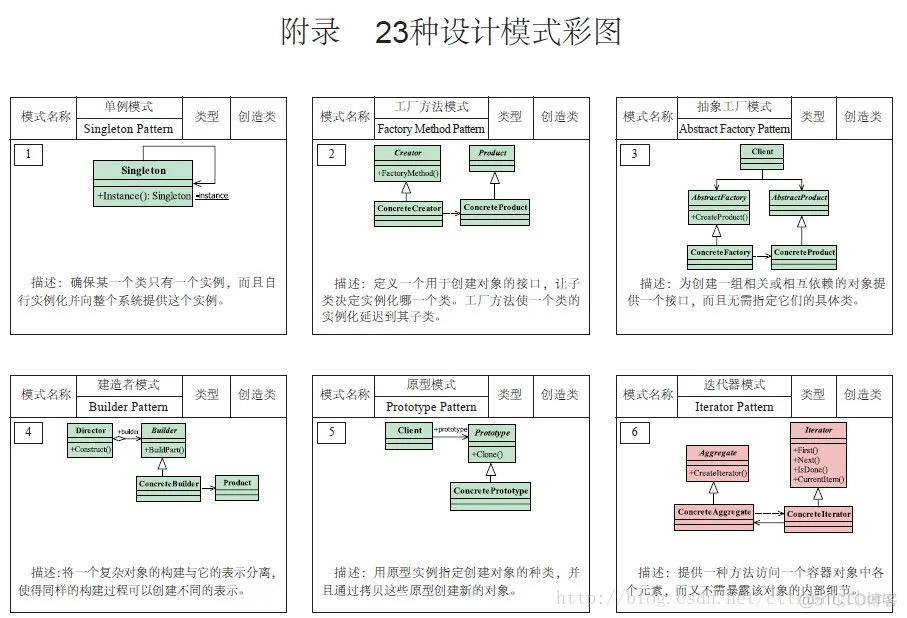 附录 23种设计模式彩图
模式名称
单例模式
Singleton Pattern
类型
创造类
1
Singleton
+Instance(): Singleton
-instance
描述：确保某一个类只有一个实例，而且自
行实例化并向整个系统提供这个实例。
模式名称
工厂方法模式
Factory Method Pattern
类型
创造类
2
Creator
+FactoryMethod()
Product
ConcreteCreator
ConcreteProduct
描述：定义一个用于创建对象的接口，让子
类决定实例化哪一个类。工厂方法使一个类的
实例化延迟到其子类。
模式名称
抽象工厂模式
Abstract Factory Pattern
类型
创造类
3
Client
AbstractFactory
+CreateProduct()
AbstractProduct
ConcreteFactory
ConcreteProduct
描述：为创建一组相关或相互依赖的对象提
供一个接口，而且无需指定它们的具体类。
模式名称
建造者模式
Builder Pattern
类型
创造类
4
Director
+Construct()
+builder
Builder
+BuildPart()
ConcreteBuilder
Product
描述:将一个复杂对象的构建与它的表示分离，
使得同样的构建过程可以创建不同的表示。
模式名称
原型模式
Prototype Pattern
类型
创造类
5
Client
+prototype
Prototype
+Clone()
ConcretePrototype
描述：用原型实例指定创建对象的种类，并
且通过拷贝这些原型创建新的对象。
模式名称
迭代器模式
Iterator Pattern
类型
创造类
6
Aggregate
+CreateIterator()
Iterator
+First()
+Next()
+IsDone()
+CurrentItem()
ConcreteAggregate
ConcreteIterator
描述：提供一种方法访问一个容器对象中各
个元素，而又不需暴露该对象的内部细节。
@51CTO博客